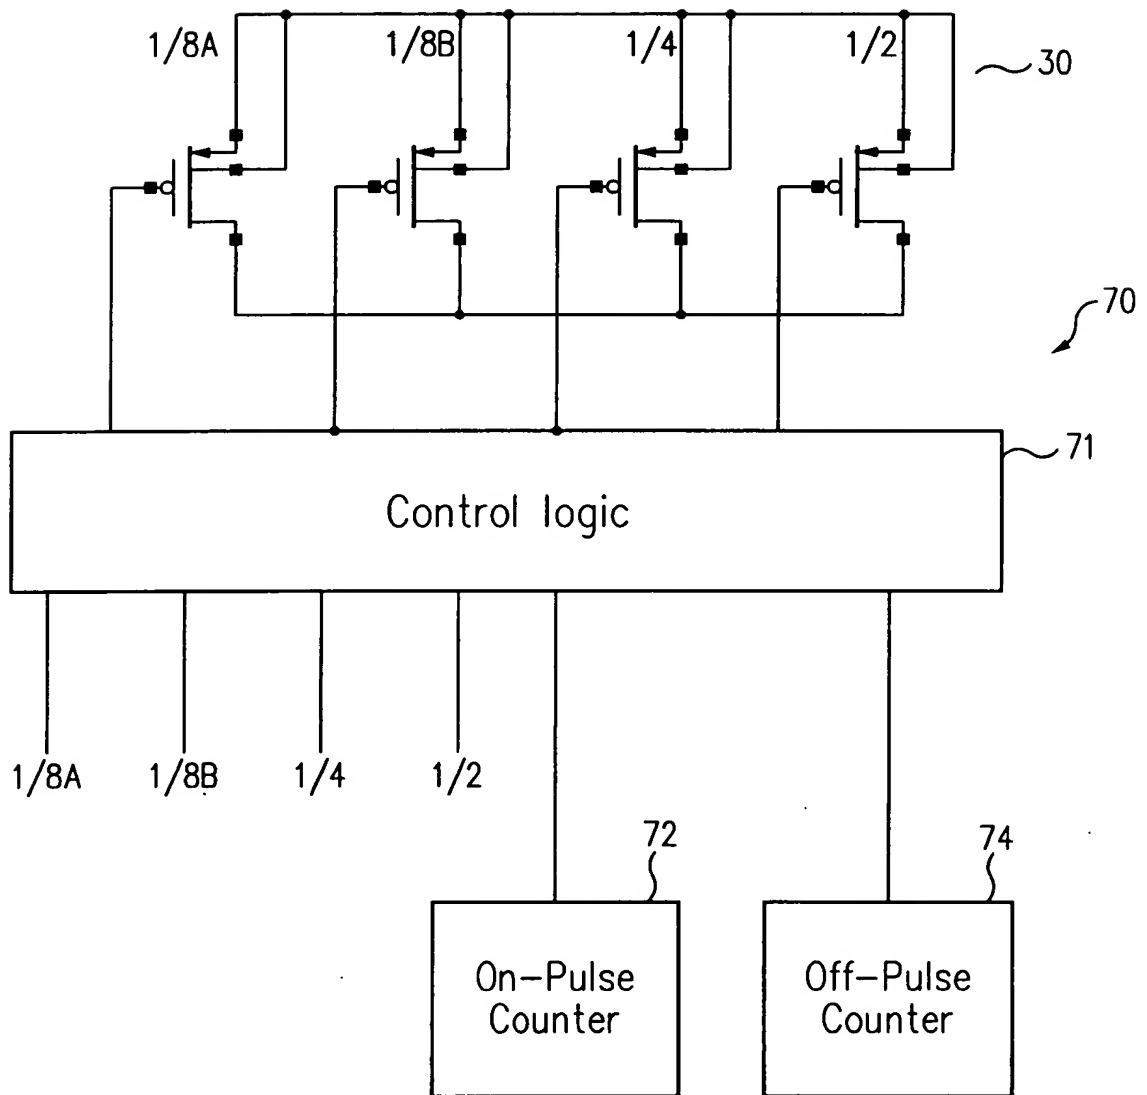 1/8A 1/8B 1/4 1/2
30
70
71
Control logic
1/8A 1/8B 1/4 1/2
72 74
On-Pulse Counter
Off-Pulse Counter